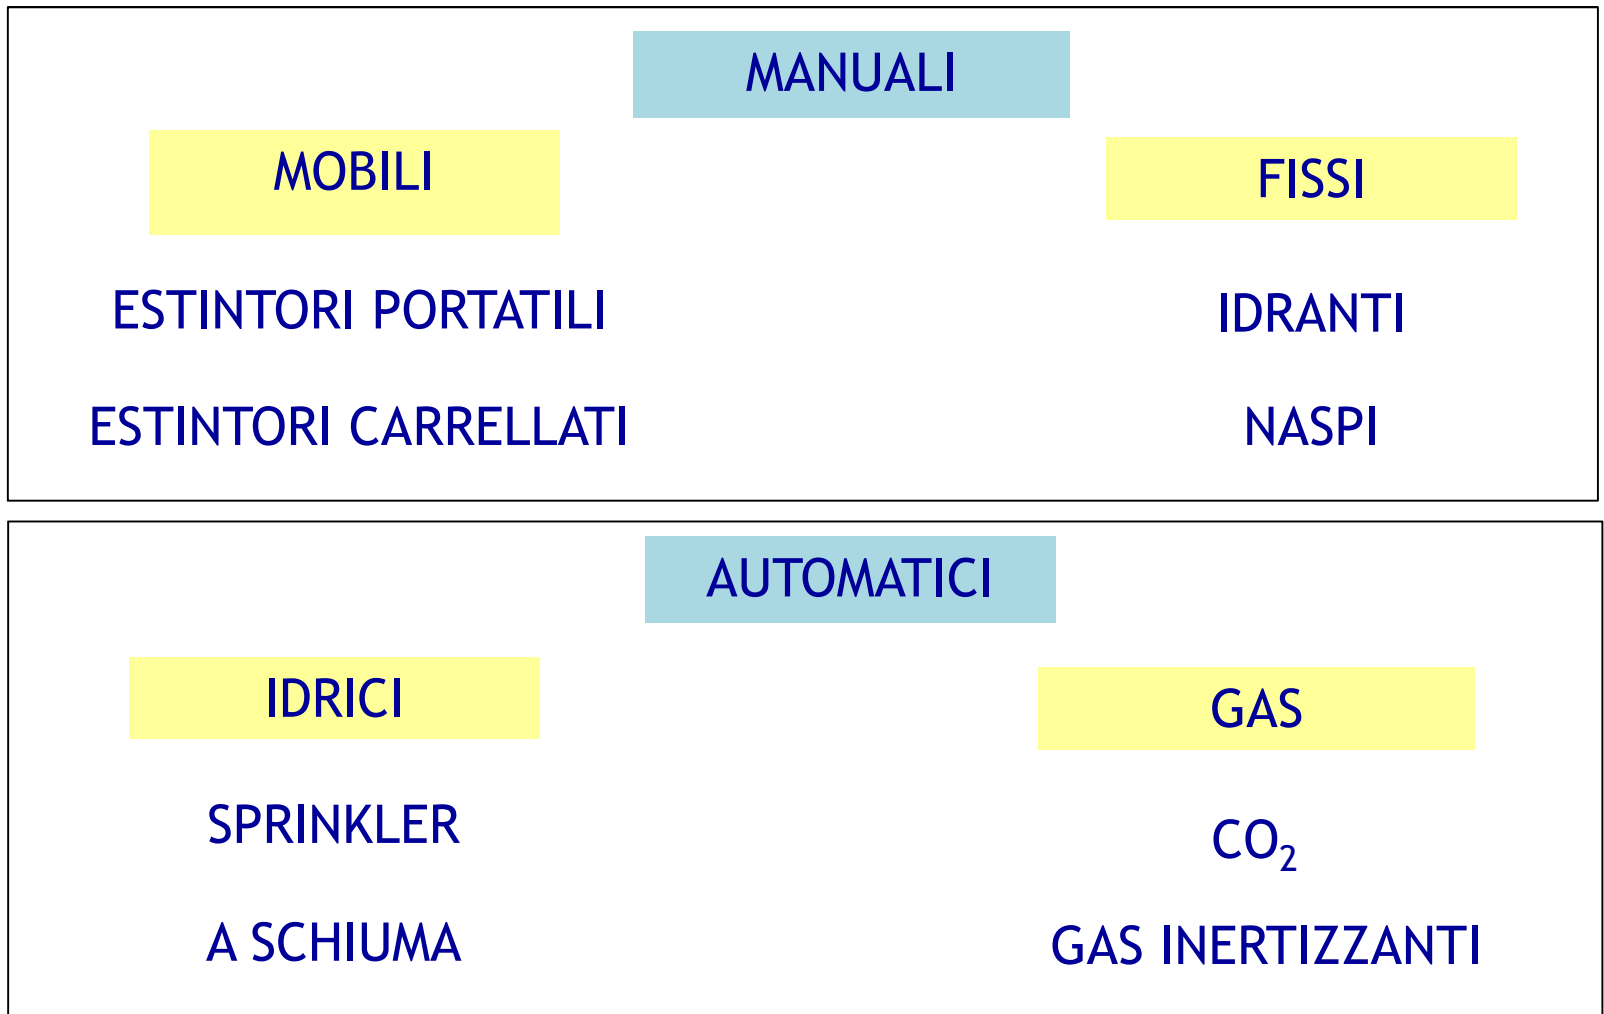 MANUALI
MOBILI
FISSI
ESTINTORI PORTATILI
IDRANTI
ESTINTORI CARRELLATI
NASPI
AUTOMATICI
IDRICI
GAS
SPRINKLER
CO₂
A SCHIUMA
GAS INERTIZZANTI